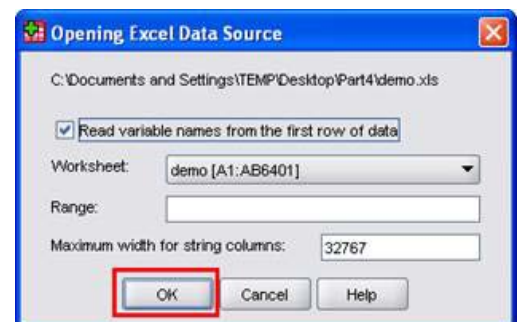 Opening Excel Data Source
C:\Documents and Settings\TEMP\Desktop\Part4\demo.xls
Read variable names from the first row of data
Worksheet: demo [A1:AB6401]
Range:
Maximum width for string columns: 32767
OK Cancel Help